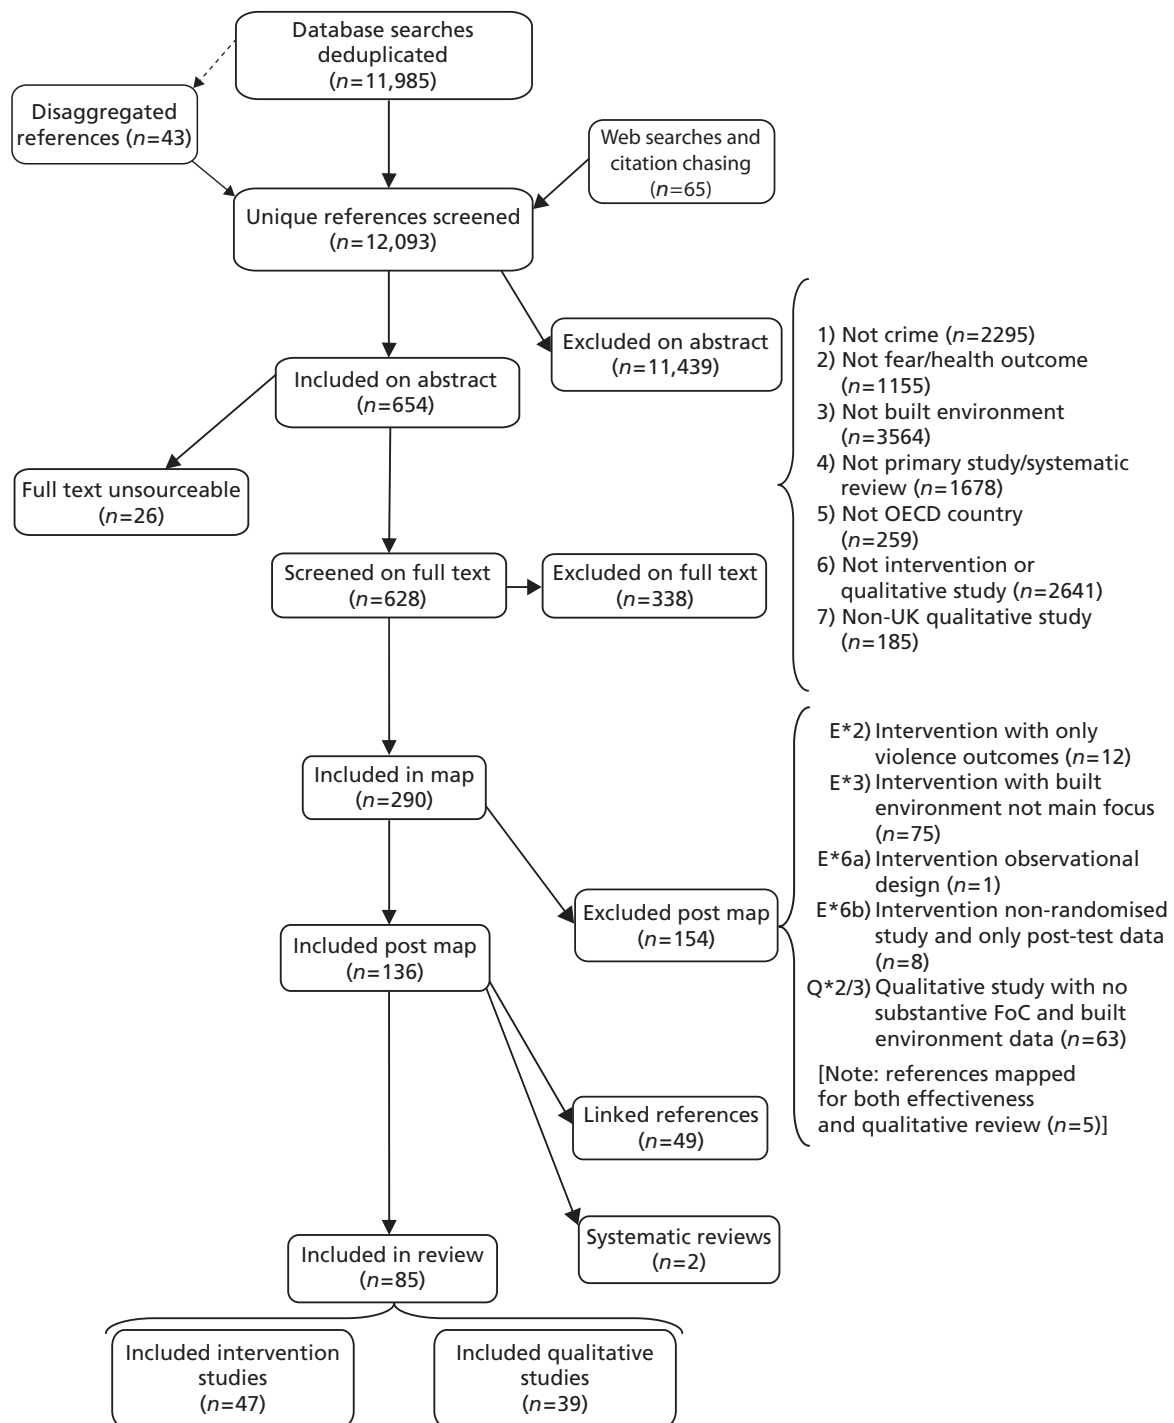 Database searches
deduplicated
(n=11,985)
Disaggregated
references (n=43)
Web searches and
citation chasing
(n=65)
Unique references screened
(n=12,093)
Excluded on abstract
(n=11,439)
Included on abstract
(n=654)
Full text unsourceable
(n=26)
1) Not crime (n=2295)
2) Not fear/health outcome
(n=1155)
3) Not built environment
(n=3564)
4) Not primary study/systematic
review (n=1678)
5) Not OECD country
(n=259)
6) Not intervention or
qualitative study (n=2641)
7) Non-UK qualitative study
(n=185)
Screened on full text
(n=628)
Excluded on full text
(n=338)
Included in map
(n=290)
Excluded post map
(n=154)
E*2) Intervention with only
violence outcomes (n=12)
E*3) Intervention with built
environment not main focus
(n=75)
E*6a) Intervention observational
design (n=1)
E*6b) Intervention non-randomised
study and only post-test data
(n=8)
Q*2/3) Qualitative study with no
substantive FoC and built
environment data (n=63)
[Note: references mapped
for both effectiveness
and qualitative review (n=5)]
Included post map
(n=136)
Linked references
(n=49)
Systematic reviews
(n=2)
Included in review
(n=85)
Included intervention
studies
(n=47)
Included qualitative
studies
(n=39)